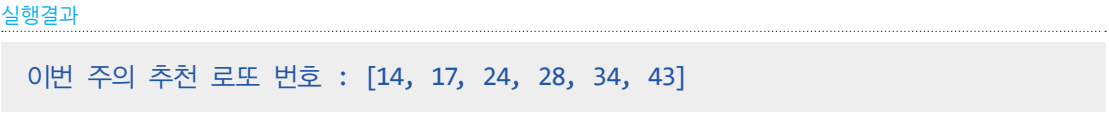 실행결과
이번 주의 추천 로또 번호 : [14, 17, 24, 28, 34, 43]